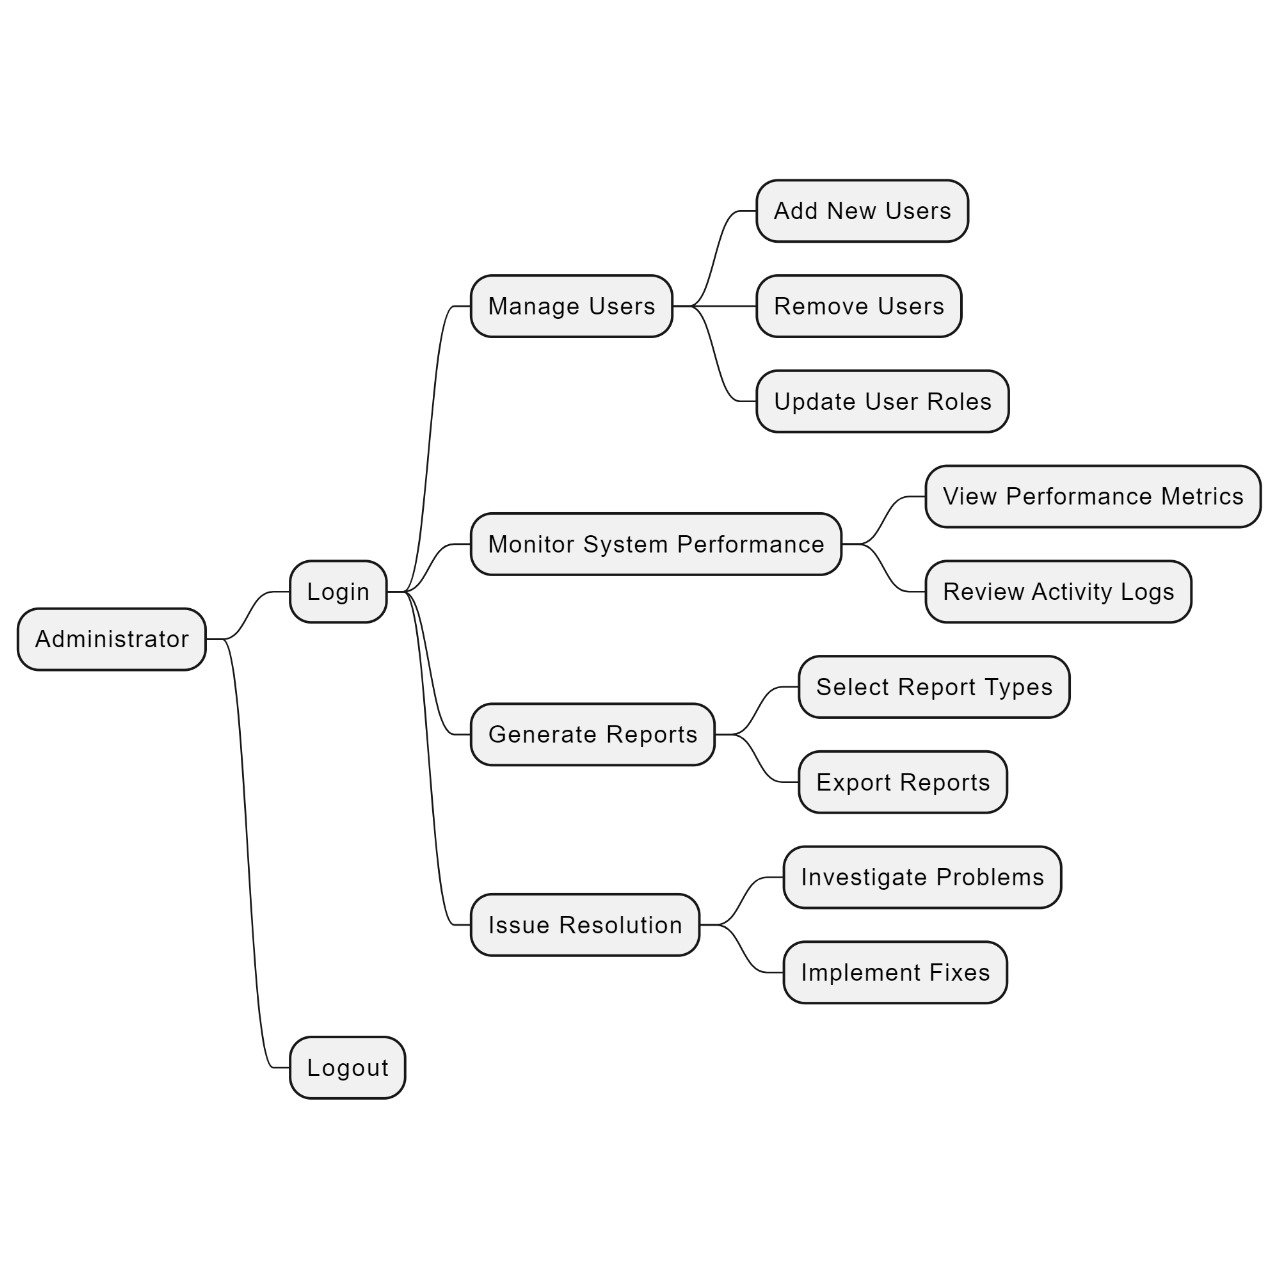 Administrator
Login
Manage Users
Add New Users
Remove Users
Update User Roles
Monitor System Performance
View Performance Metrics
Review Activity Logs
Generate Reports
Select Report Types
Export Reports
Issue Resolution
Investigate Problems
Implement Fixes
Logout